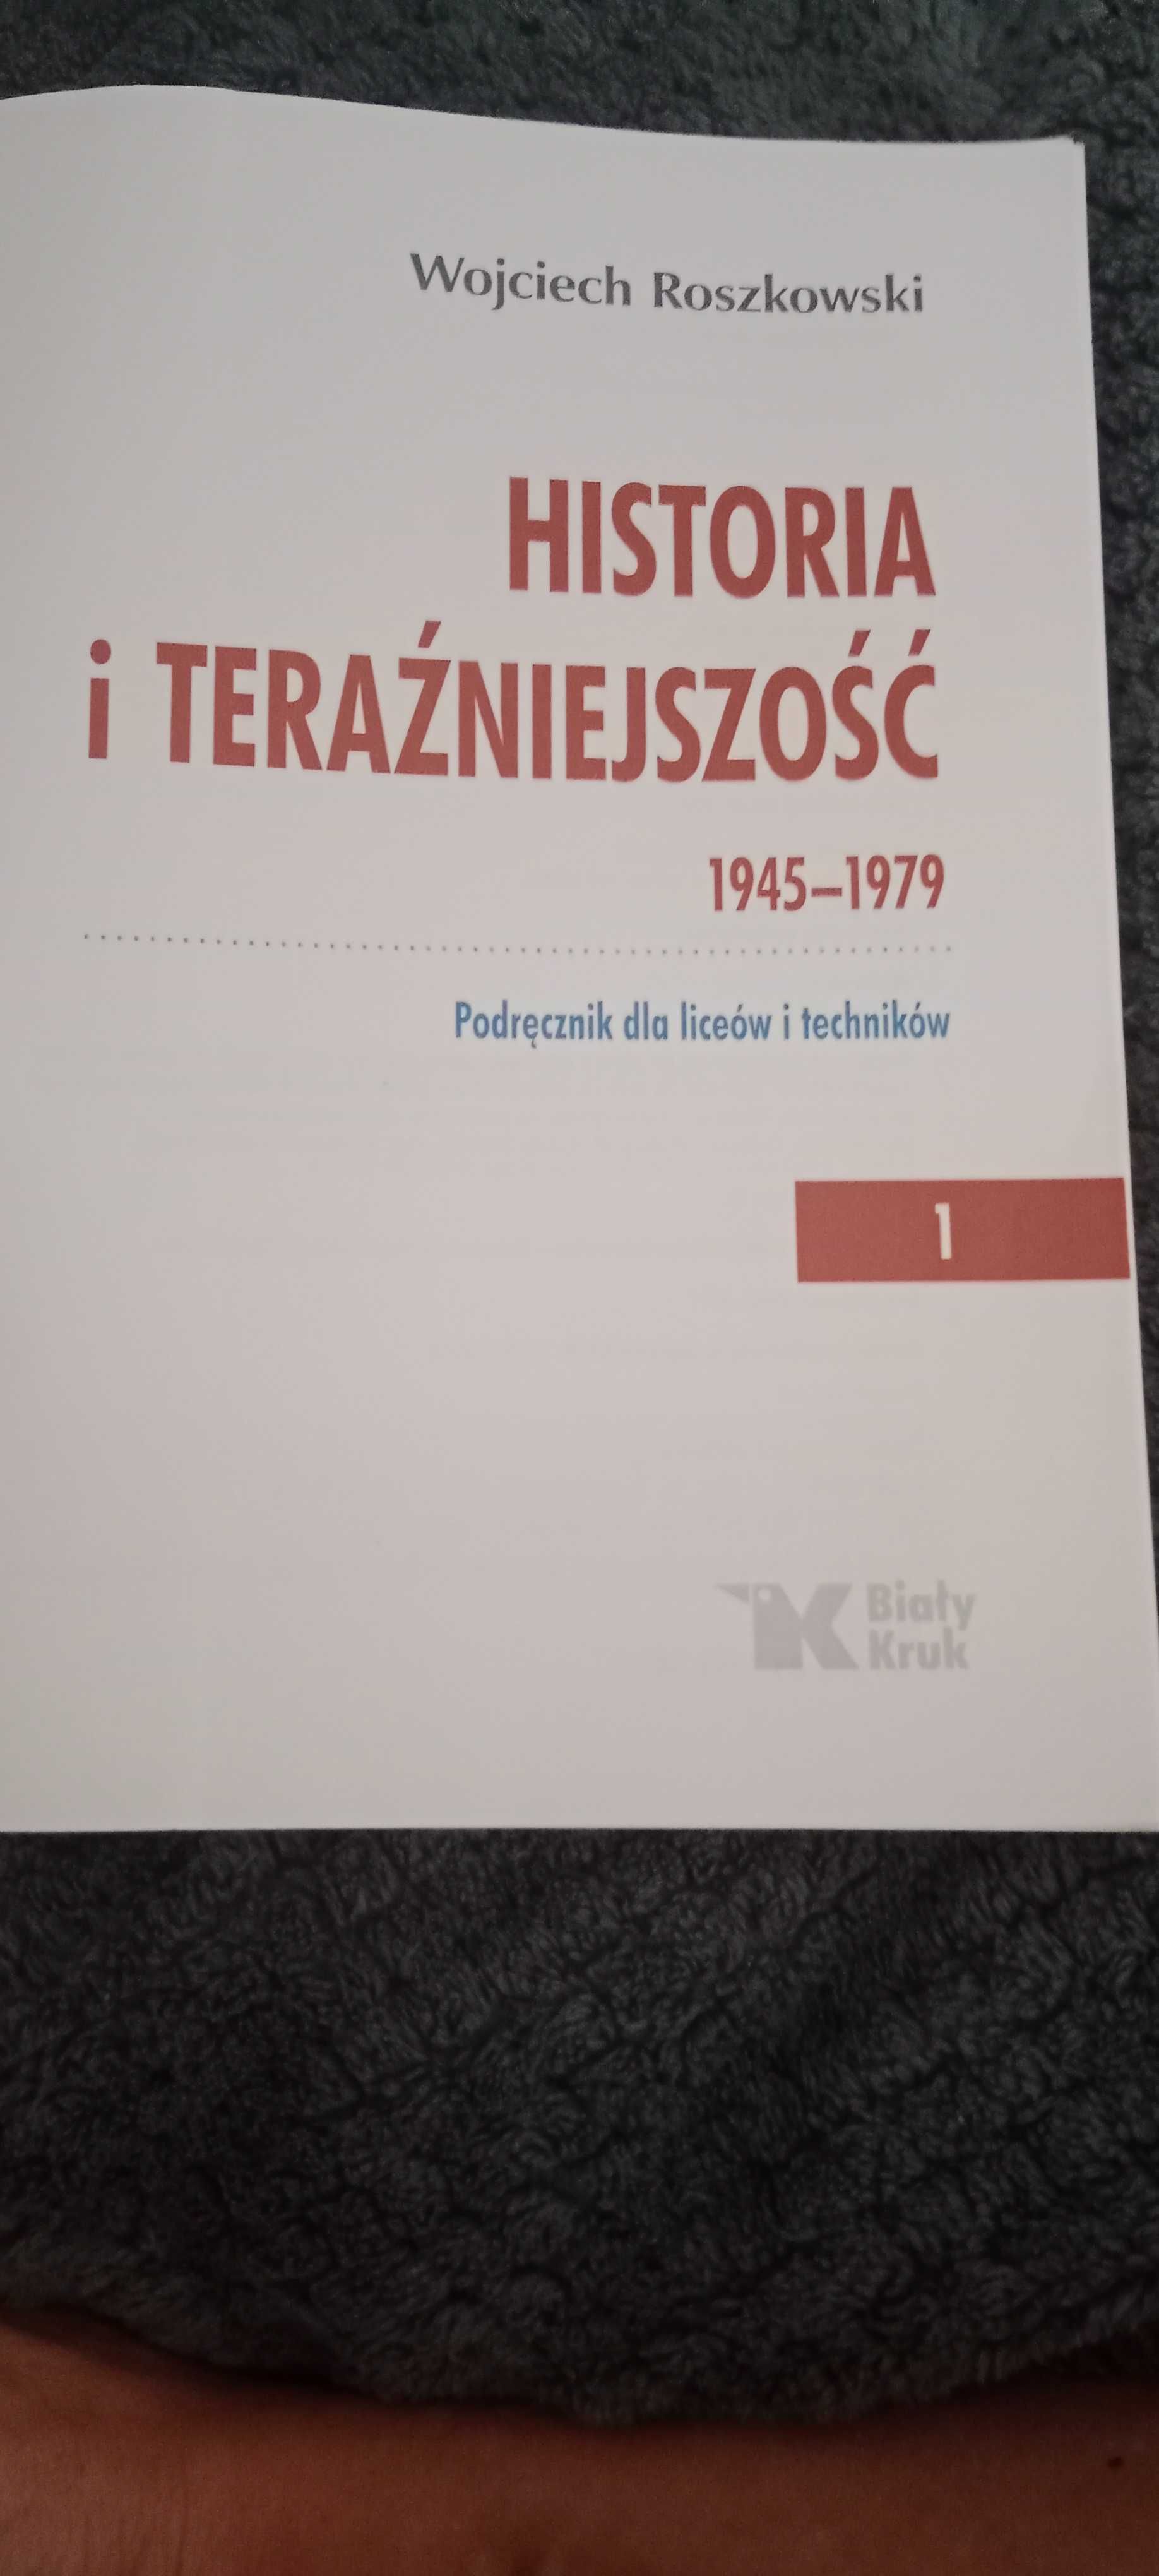 Wojciech Roszkowski
HISTORIA
i TERAŹNIEJSZOŚĆ
1945–1979
Podręcznik dla liceów i techników
1
Biały
Kruk